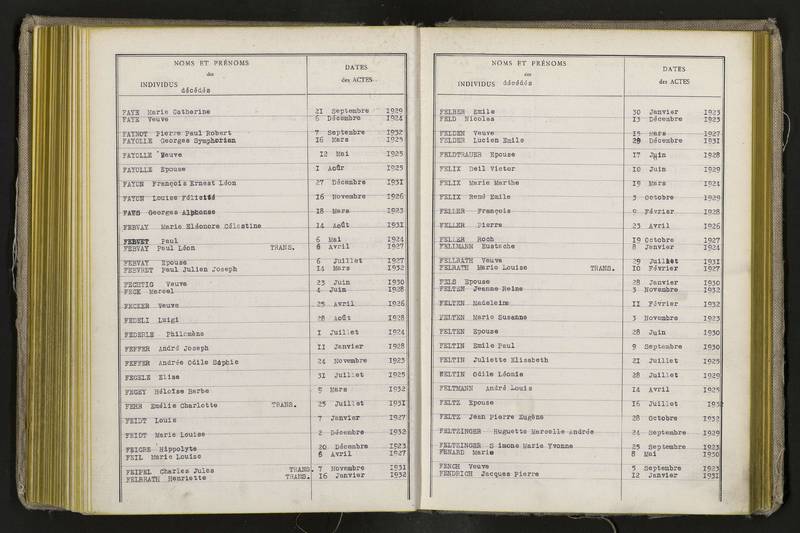 NOMS ET PRÉNOMS
des
INDIVIDUS décédés
DATES
des ACTES
FAYE Marie Catherine 21 Septembre 1929
FAYE Veuve 6 Décembre 1924
FAYNOT Pierre Paul Robert 7 Septembre 1932
FAYOLLE Georges Symphorien 16 Mars 1925
FAYOLLE Veuve 12 Mai 1925
FAYOLLE Epouse I Août 1925
FAYON François Ernest Léon 27 Décembre 1931
FAYON Louise Félicité 16 Novembre 1926
FAYS Georges Alphonse 18 Mars 1923
FEBVAY Marie Eléonore Célestine 14 Août 1931
FEBVET Paul 6 Mai 1924
FEBVAY Paul Léon TRANS. 8 Avril 1927
FEBVAY Epouse 6 Juillet 1927
FEBVRET Paul Julien Joseph 14 Mars 1932
FECHTIG Veuve 23 Juin 1930
FECK Marcel 4 Juin 1928
FECKER Veuve 25 Avril 1926
FEDELI Luigi 28 Août 1928
FEDERLE Philomène I Juillet 1924
FEFFER André Joseph II Janvier 1928
FEFFER Andrée Odile Sophie 24 Novembre 1923
FEGELE Elise 31 Juillet 1925
FEGEY Héloïse Barbe 9 Mars 1932
FEHR Emélie Charlotte TRANS. 25 Juillet 1931
FEIDT Louis 7 Janvier 1927
FEIDT Marie Louise 2 Décembre 1932
FEIGRE Hippolyte 20 Décembre 1923
FEIL Marie Louise 6 Avril 1927
FEIPEL Charles Jules TRANS. 7 Novembre 1931
FELBRATH Henriette TRANS. 16 Janvier 1932
NOMS ET PRÉNOMS
des
INDIVIDUS décédés
DATES
des ACTES
FELBER Emile 30 Janvier 1923
FELD Nicolas 13 Décembre 1923
FELDEN Veuve 15 Mars 1927
FELDER Lucien Emile 29 Décembre 1931
FELDTRAUER Epouse 17 Juin 1928
FELIX Deil Victor 10 Juin 1929
FELIX Marie Marthe 19 Mars 1924
FELIX René Emile 3 Octobre 1929
FELLER François 9 Février 1928
FELLER Pierre 23 Avril 1926
FELLER Roch 19 Octobre 1927
FELLMANN Eustache 8 Janvier 1924
FELLRATH Veuve 29 Juillet 1931
FELRATH Marie Louise TRANS. 10 Février 1927
FELS Epouse 28 Janvier 1930
FELTEN Jeanne Reine 3 Novembre 1932
FELTEN Madeleine II Février 1932
FELTEN Marie Susanne 3 Novembre 1923
FELTEN Epouse 28 Juin 1930
FELTIN Emile Paul 9 Septembre 1930
FELTIN Juliette Elisabeth 21 Juillet 1925
FELTIN Odile Léonie 28 Juillet 1929
FELTMANN André Louis 14 Avril 1925
FELTZ Epouse 16 Juillet 1932
FELTZ Jean Pierre Eugène 28 Octobre 1932
FELTZINGER Huguette Marcelle Andrée 24 Septembre 1929
FELTZINGER Simone Marie Yvonne 25 Septembre 1923
FENARD Marie 8 Mai 1930
FENCH Veuve 5 Septembre 1923
FENDRICH Jacques Pierre 12 Janvier 1931